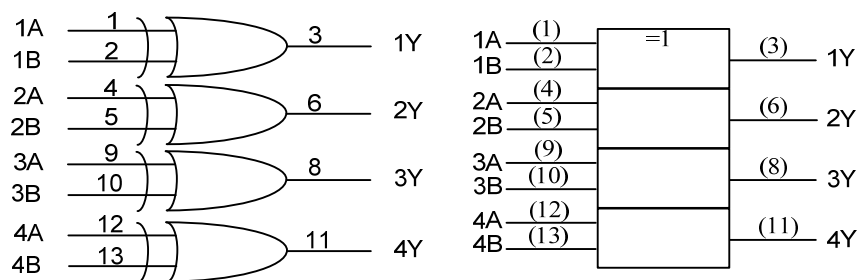 1A 1
1B 2
3 1Y
2A 4
2B 5
6 2Y
3A 9
3B 10
8 3Y
4A 12
4B 13
11 4Y
1A (1)
1B (2)
=1
(3) 1Y
2A (4)
2B (5)
(6) 2Y
3A (9)
3B (10)
(8) 3Y
4A (12)
4B (13)
(11) 4Y